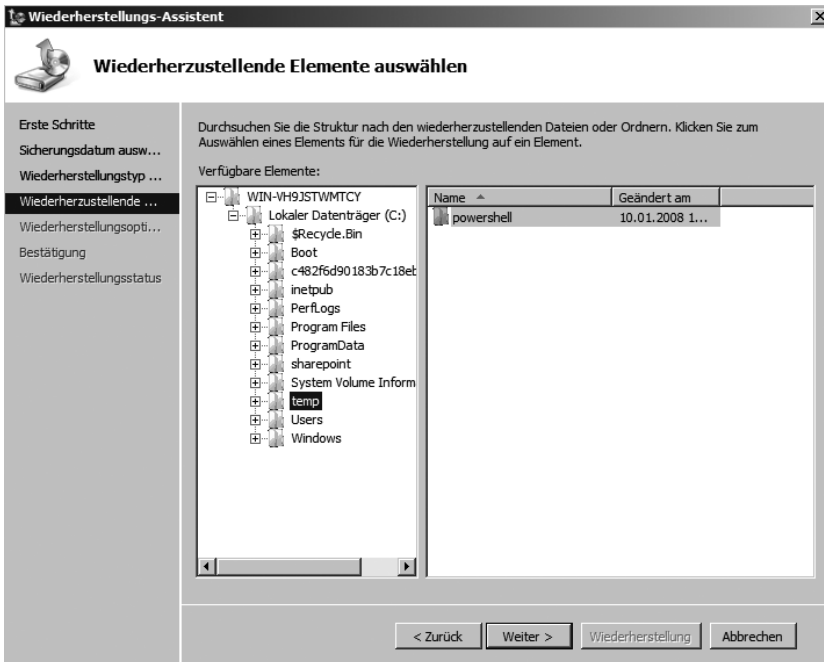 Wiederherstellungs-Assistent
Wiederherzustellende Elemente auswählen
Erste Schritte
Sicherungsdatum ausw...
Wiederherstellungstyp ...
Wiederherzustellende ...
Wiederherstellungsopti...
Bestätigung
Wiederherstellungsstatus
Durchsuchen Sie die Struktur nach den wiederherzustellenden Dateien oder Ordnern. Klicken Sie zum
Auswählen eines Elements für die Wiederherstellung auf ein Element.
Verfügbare Elemente:
WIN-VH9JSTWMTCY
Lokaler Datenträger (C:)
$Recycle.Bin
Boot
c482f6d90183b7c18eb
inetpub
PerfLogs
Program Files
ProgramData
sharepoint
System Volume Inform
temp
Users
Windows
Name Geändert am
powershell 10.01.2008 1...
< Zurück Weiter > Wiederherstellung Abbrechen